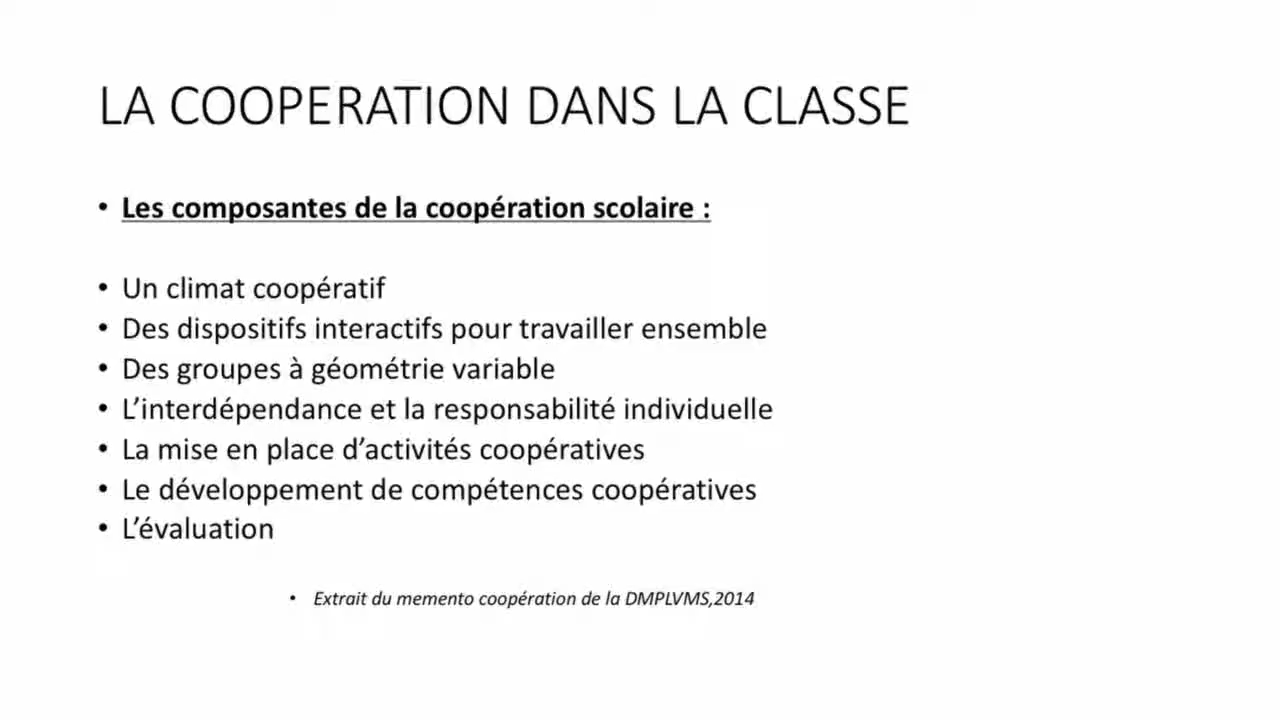 LA COOPERATION DANS LA CLASSE
• Les composantes de la coopération scolaire :
• Un climat coopératif
• Des dispositifs interactifs pour travailler ensemble
• Des groupes à géométrie variable
• L’interdépendance et la responsabilité individuelle
• La mise en place d’activités coopératives
• Le développement de compétences coopératives
• L’évaluation
• Extrait du memento coopération de la DMPLVMS,2014